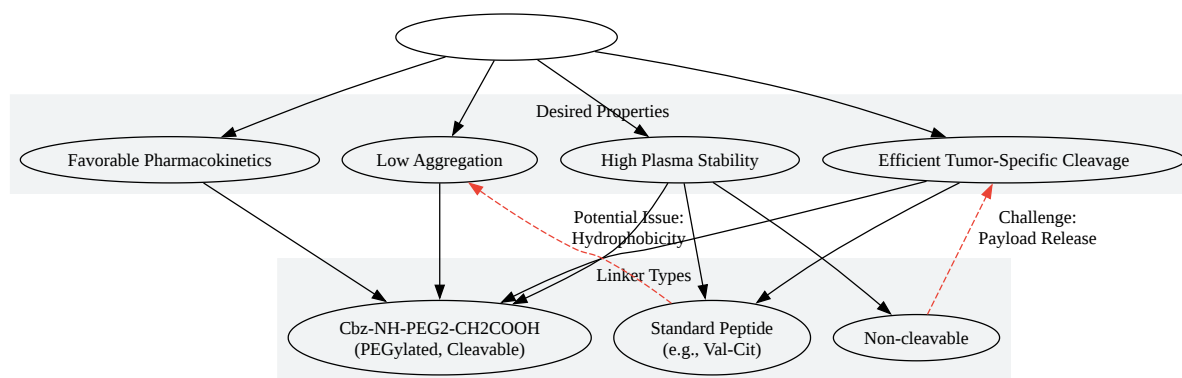 Desired Properties
Favorable Pharmacokinetics
Low Aggregation
High Plasma Stability
Efficient Tumor-Specific Cleavage
Potential Issue:
Hydrophobicity
Challenge:
Payload Release
Linker Types
Cbz-NH-PEG2-CH2COOH
(PEGylated, Cleavable)
Standard Peptide
(e.g., Val-Cit)
Non-cleavable